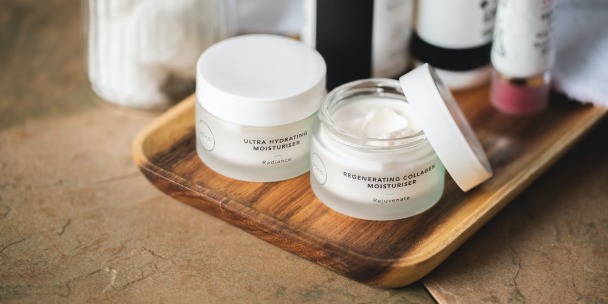 ULTRA HYDRATING
MOISTURISER
Radiance
REGENERATING COLLAGEN
MOISTURISER
Rejuvenate